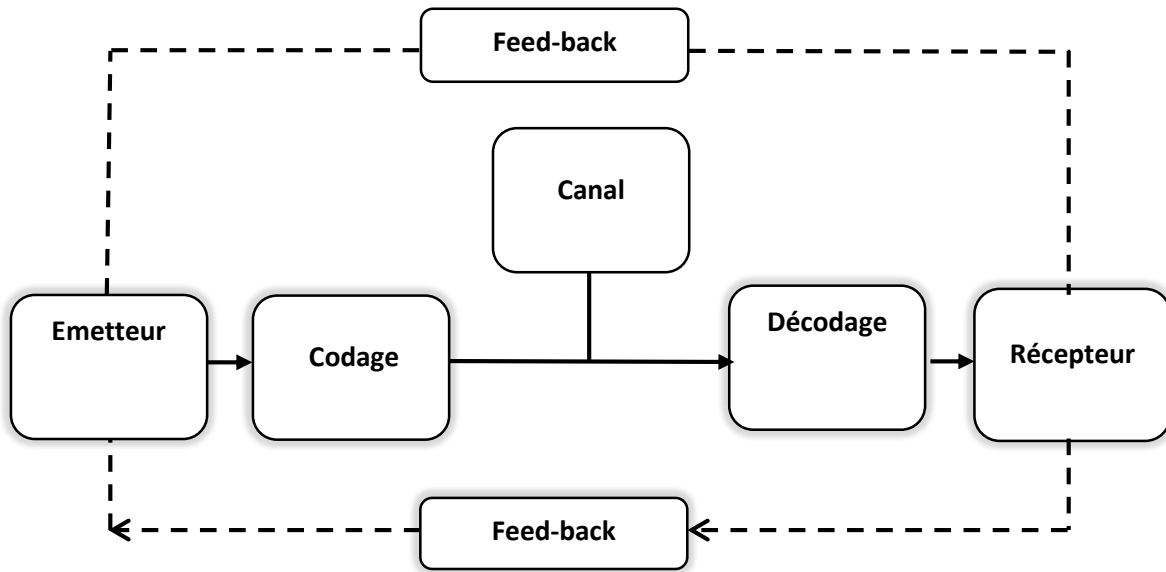 Feed-back
Canal
Emetteur
Codage
Décodage
Récepteur
Feed-back